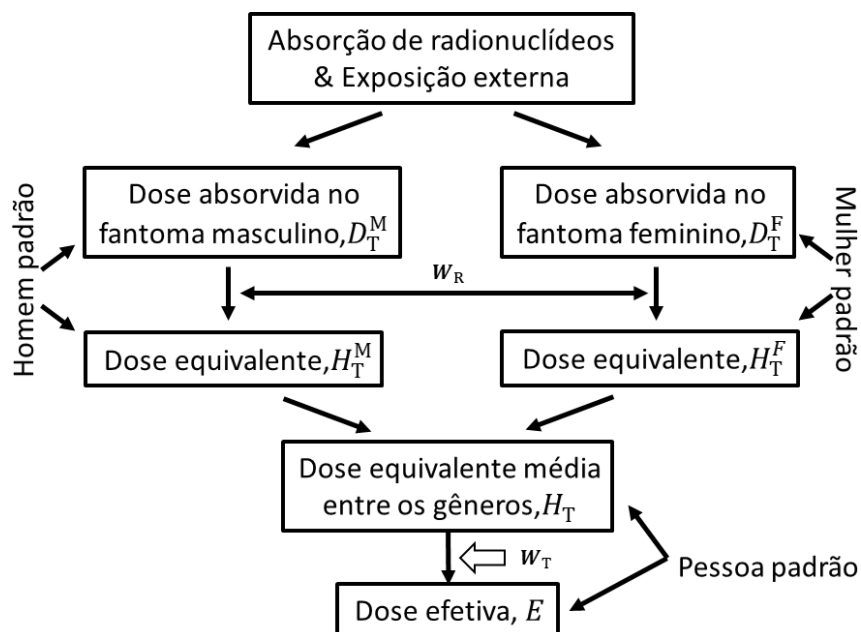 Absorção de radionuclídeos
& Exposição externa
Dose absorvida no
fantoma masculino,D_T^M
Dose absorvida no
fantoma feminino,D_T^F
Homem padrão
Mulher padrão
w_R
Dose equivalente,H_T^M
Dose equivalente,H_T^F
Dose equivalente média
entre os gêneros,H_T
w_T
Pessoa padrão
Dose efetiva, E